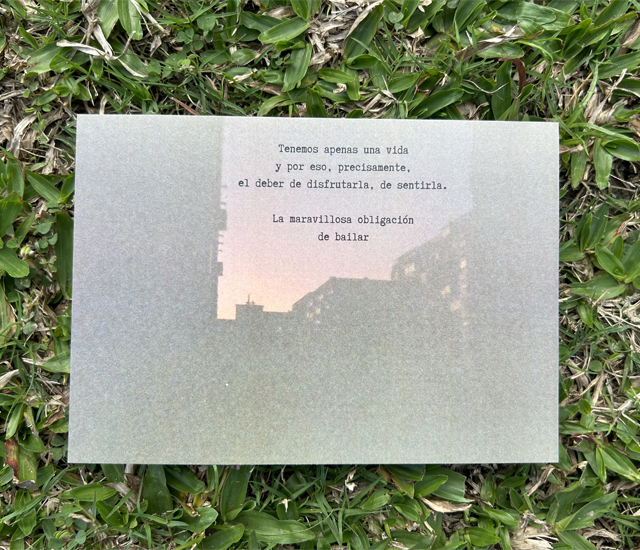 Tenemos apenas una vida
y por eso, precisamente,
el deber de disfrutarla, de sentirla.
La maravillosa obligación
de bailar